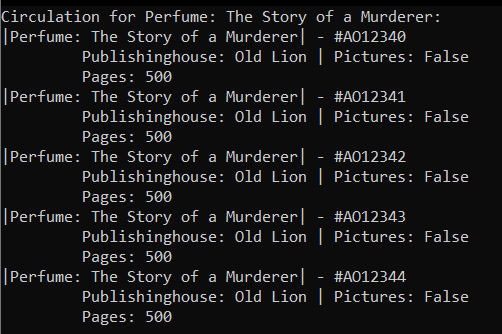 Circulation for Perfume: The Story of a Murderer:
|Perfume: The Story of a Murderer| - #AO12340
Publishinghouse: Old Lion | Pictures: False
Pages: 500
|Perfume: The Story of a Murderer| - #AO12341
Publishinghouse: Old Lion | Pictures: False
Pages: 500
|Perfume: The Story of a Murderer| - #AO12342
Publishinghouse: Old Lion | Pictures: False
Pages: 500
|Perfume: The Story of a Murderer| - #AO12343
Publishinghouse: Old Lion | Pictures: False
Pages: 500
|Perfume: The Story of a Murderer| - #AO12344
Publishinghouse: Old Lion | Pictures: False
Pages: 500